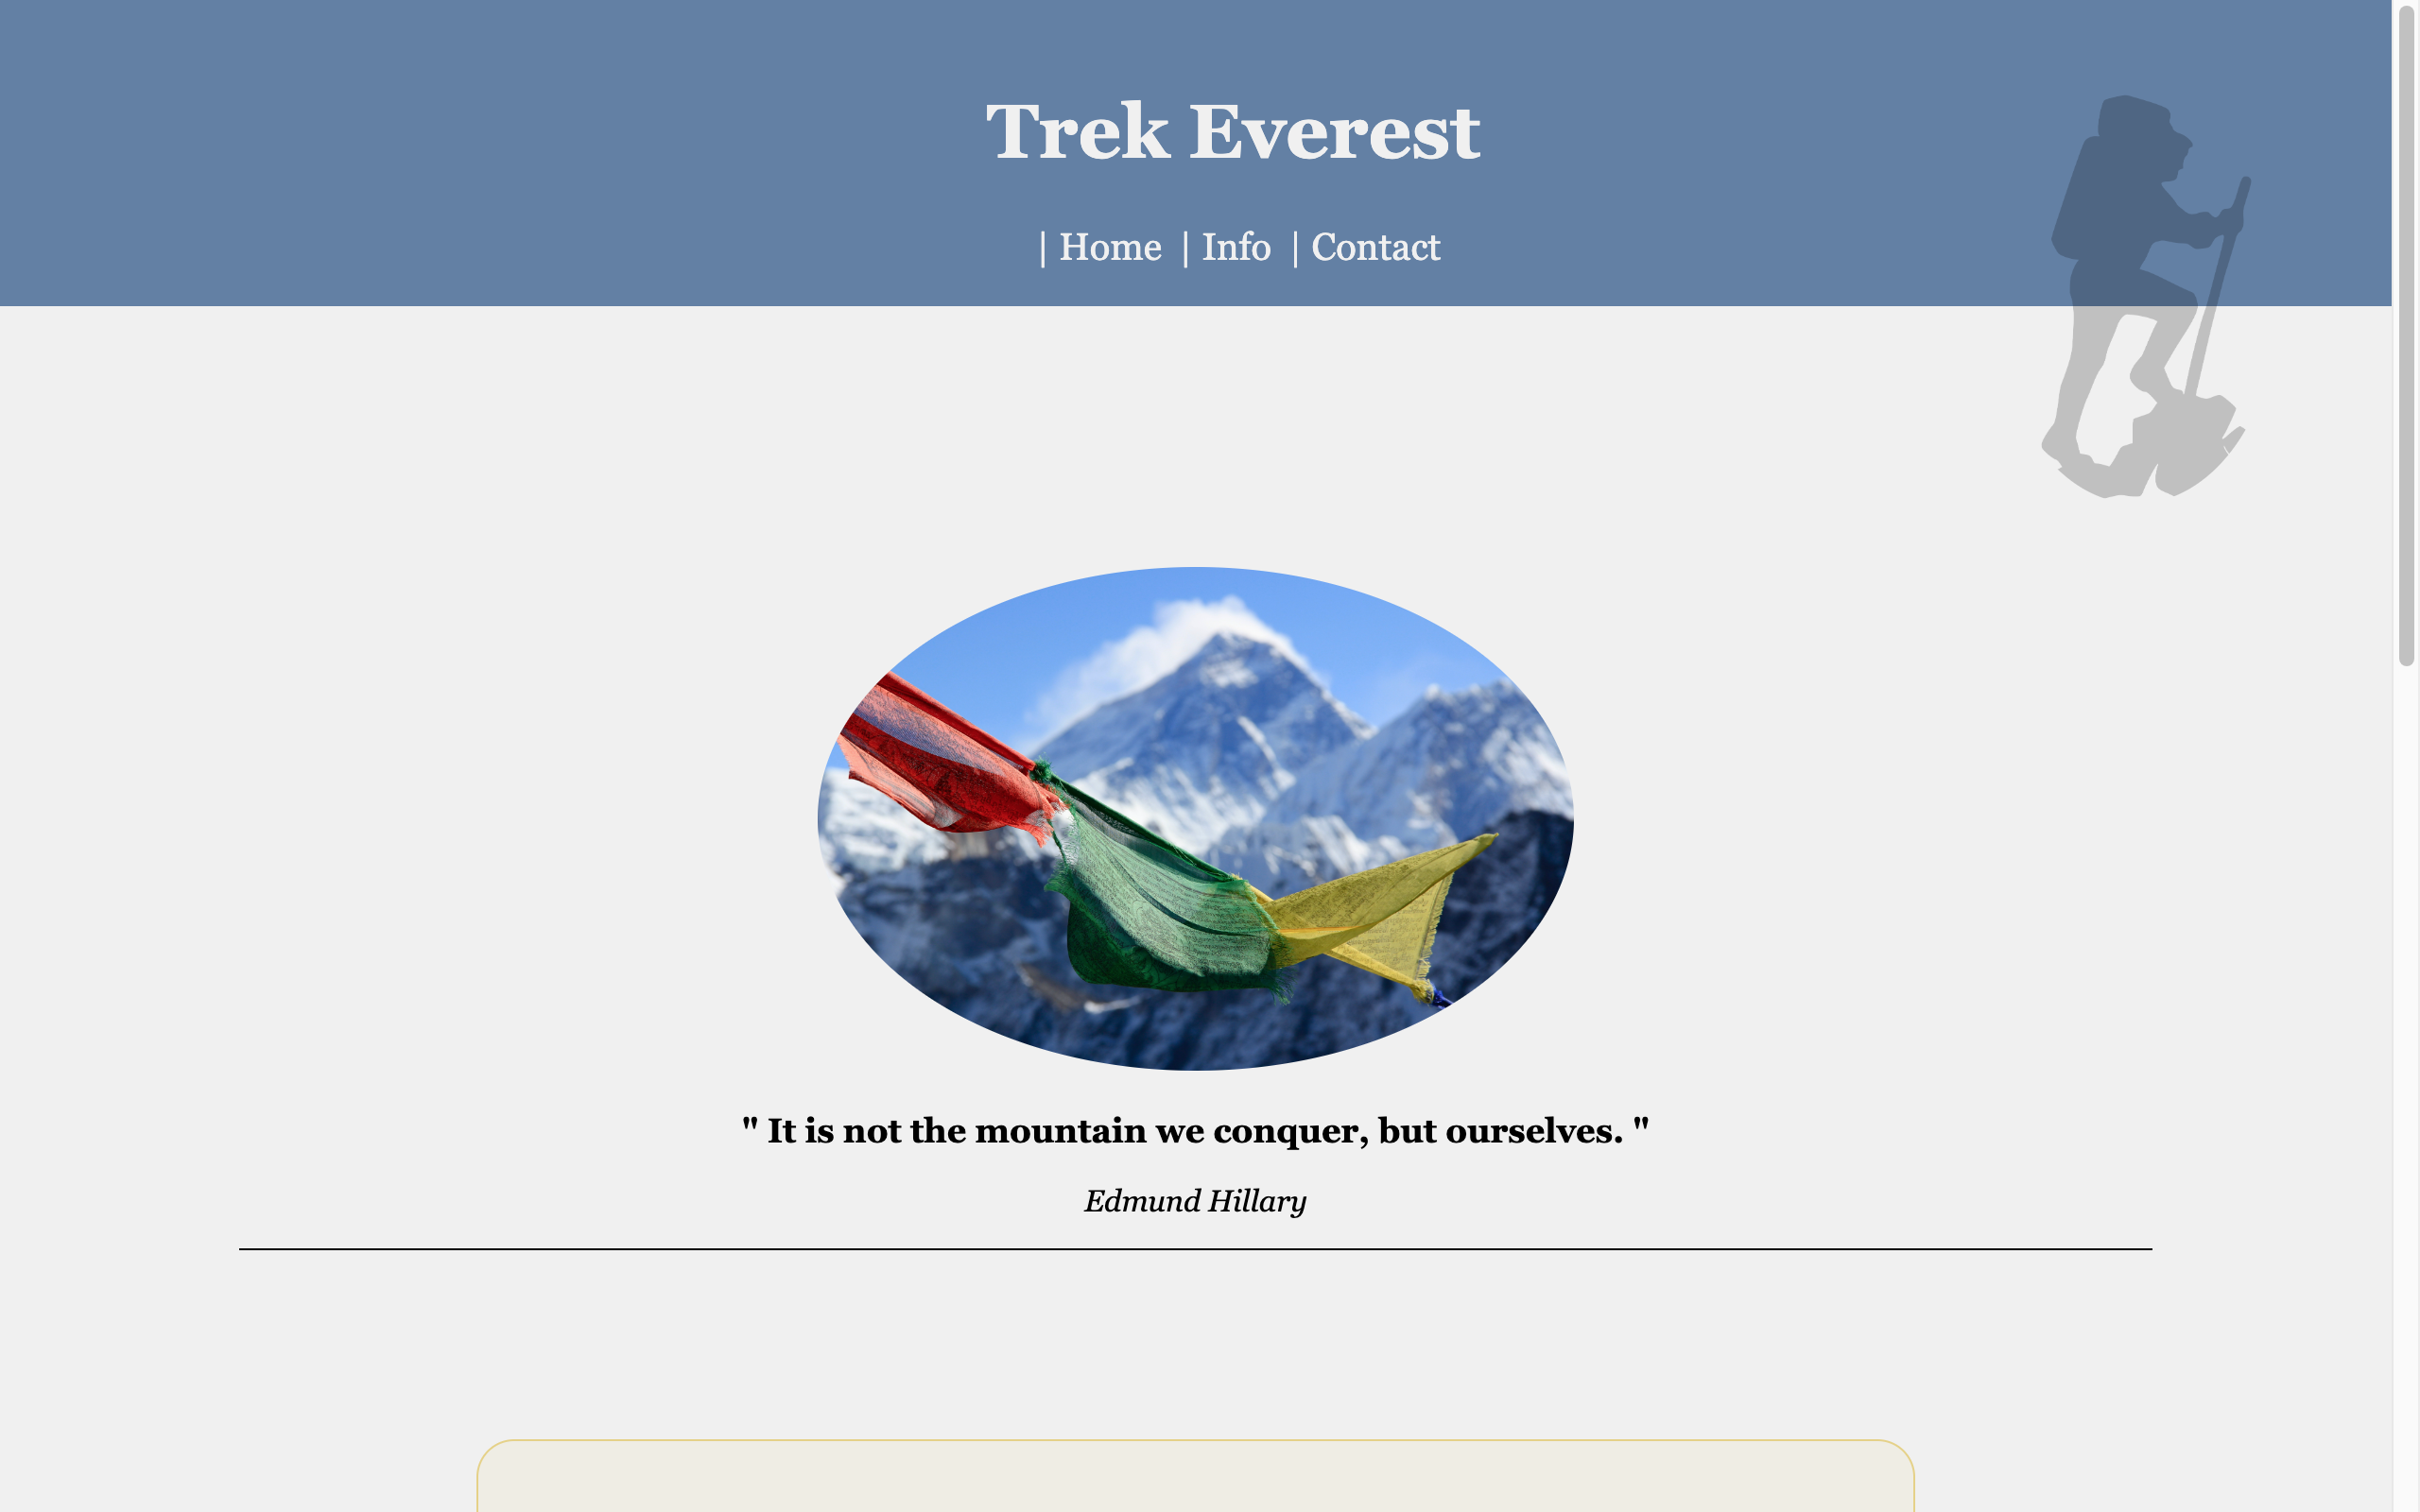 Trek Everest
| Home | Info | Contact
" It is not the mountain we conquer, but ourselves. "
Edmund Hillary